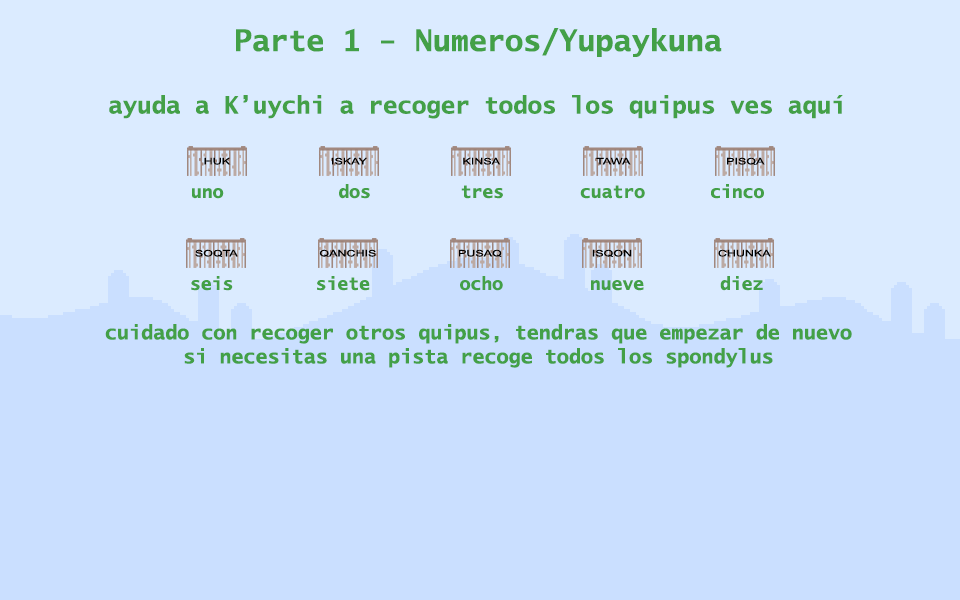 Parte 1 – Numeros/Yupaykuna
ayuda a K’uychi a recoger todos los quipus ves aquí
HUK ISKAY KINSA TAWA PISQA
uno dos tres cuatro cinco
SOQTA QANCHIS PUSAQ ISQON CHUNKA
seis siete ocho nueve diez
cuidado con recoger otros quipus, tendras que empezar de nuevo
si necesitas una pista recoge todos los spondylus